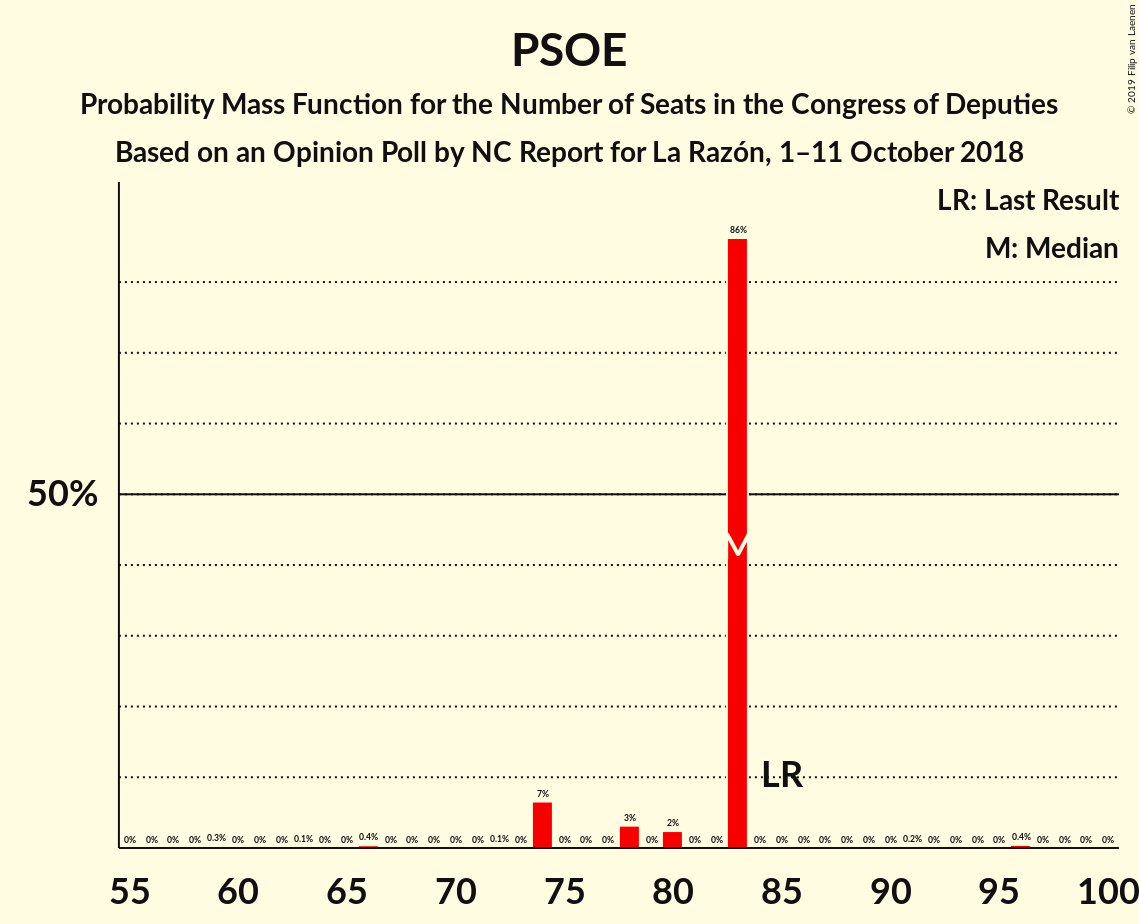 PSOE
Probability Mass Function for the Number of Seats in the Congress of Deputies
Based on an Opinion Poll by NC Report for La Razón, 1–11 October 2018
© 2019 Filip van Laenen
LR: Last Result
M: Median
86%
50%
LR
7%
3%
2%
0% 0% 0% 0% 0.3% 0% 0% 0% 0.1% 0% 0% 0.4% 0% 0% 0% 0% 0% 0.1% 0% 0% 0% 0% 0% 0% 0% 0% 0% 0% 0% 0% 0% 0% 0% 0.2% 0% 0% 0% 0% 0.4% 0% 0% 0% 0%
55 60 65 70 75 80 85 90 95 100